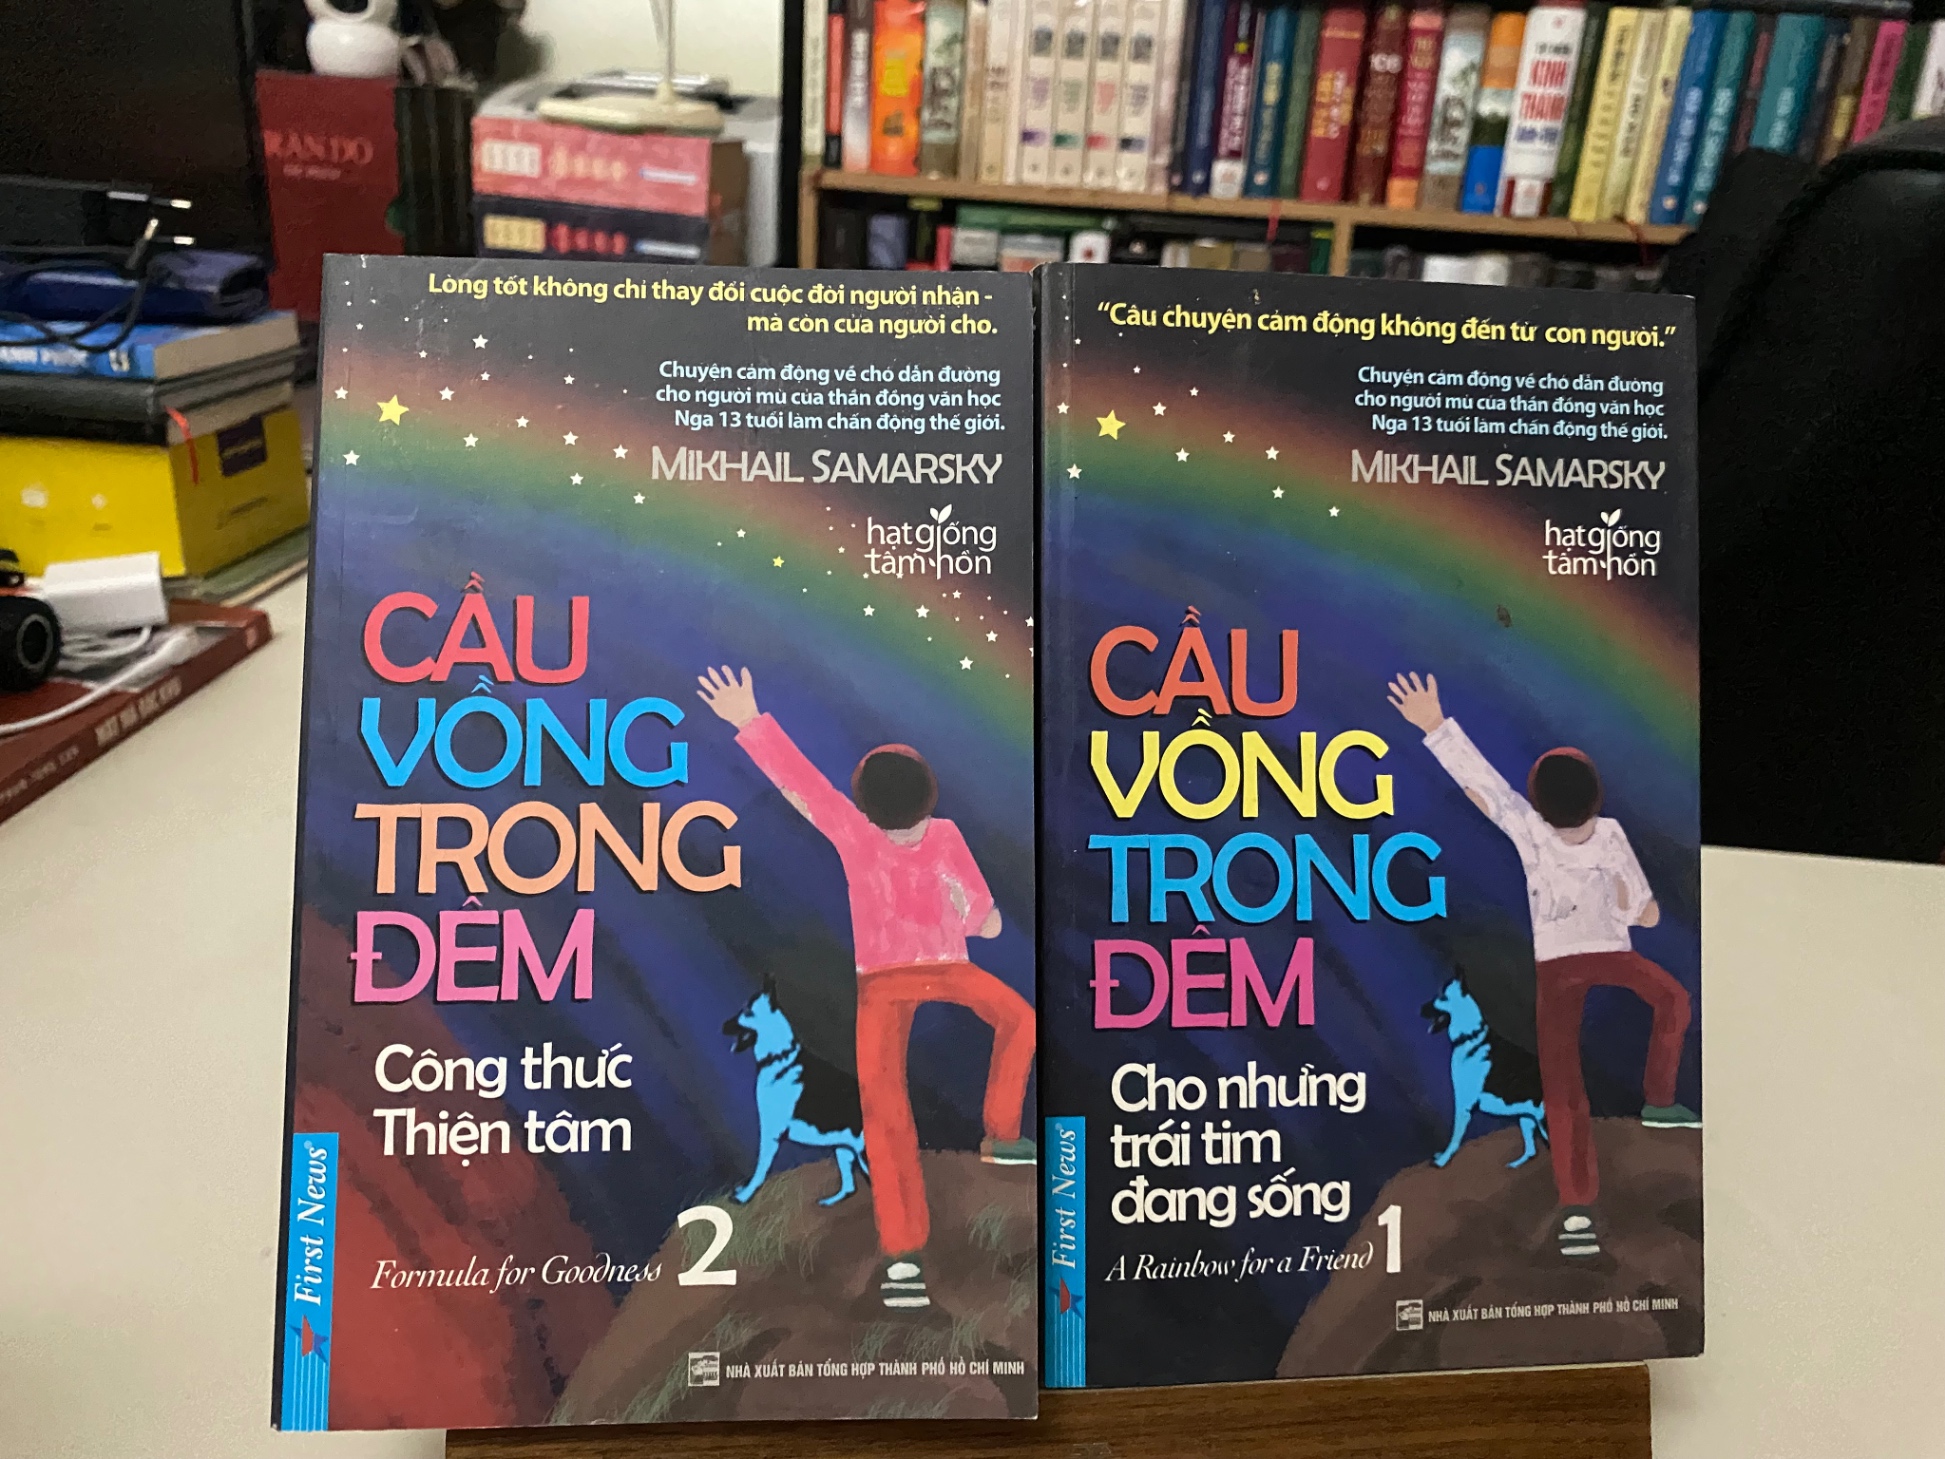 Lòng tốt không chỉ thay đổi cuộc đời người nhận -
mà còn của người cho.
Chuyện cảm động về chó dẫn đường
cho người mù của thần đồng văn học
Nga 13 tuổi làm chấn động thế giới.
MIKHAIL SAMARSKY
hạt giống
tâm hồn
CẦU
VỒNG
TRONG
ĐÊM
Công thức
Thiện tâm
Formula for Goodness 2
First News
NHÀ XUẤT BẢN TỔNG HỢP THÀNH PHỐ HỒ CHÍ MINH
“Câu chuyện cảm động không đến từ con người.”
Chuyện cảm động về chó dẫn đường
cho người mù của thần đồng văn học
Nga 13 tuổi làm chấn động thế giới.
MIKHAIL SAMARSKY
hạt giống
tâm hồn
CẦU
VỒNG
TRONG
ĐÊM
Cho những
trái tim
đang sống
A Rainbow for a Friend 1
First News
NHÀ XUẤT BẢN TỔNG HỢP THÀNH PHỐ HỒ CHÍ MINH
KINH
THÁNH